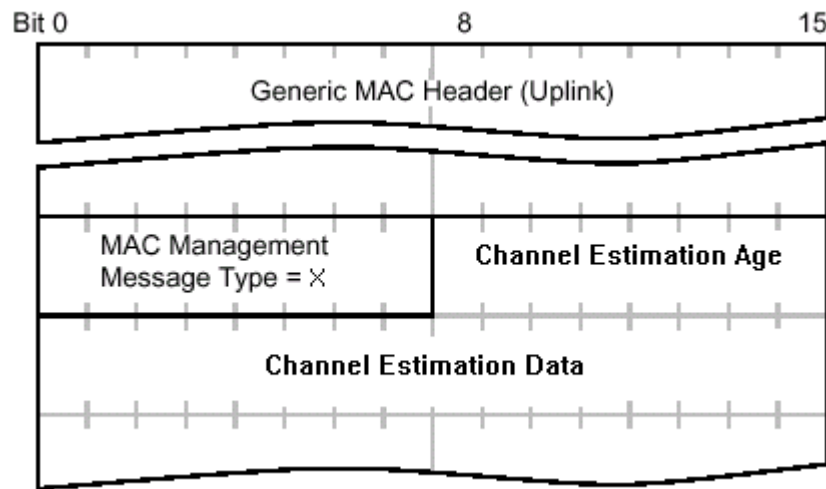 Bit 0 8 15
Generic MAC Header (Uplink)
MAC Management
Message Type = X
Channel Estimation Age
Channel Estimation Data